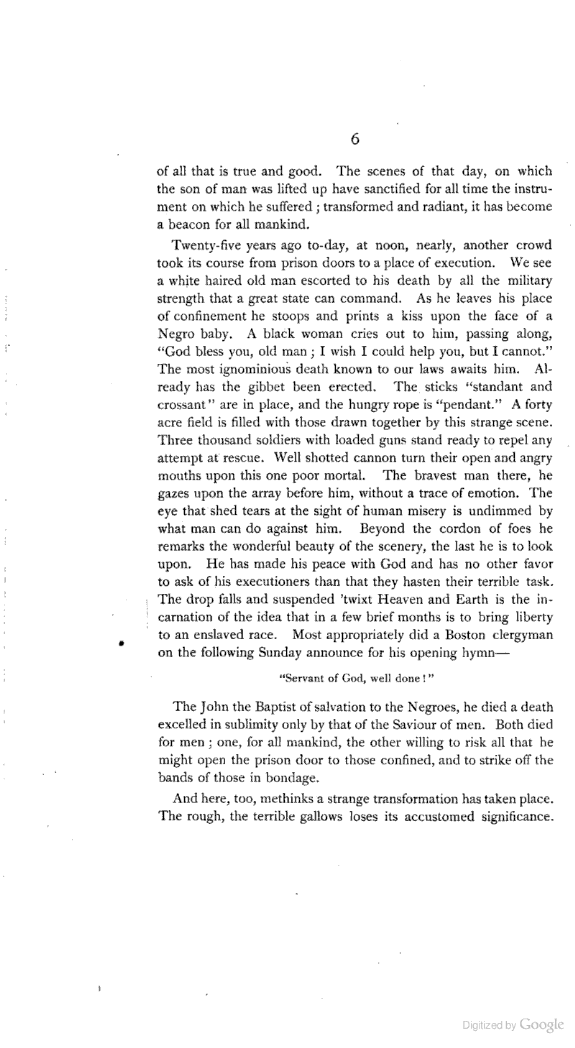 6
of all that is true and good. The scenes of that day, on which
the son of man was lifted up have sanctified for all time the instru-
ment on which he suffered ; transformed and radiant, it has become
a beacon for all mankind.
Twenty-five years ago to-day, at noon, nearly, another crowd
took its course from prison doors to a place of execution. We see
a white haired old man escorted to his death by all the military
strength that a great state can command. As he leaves his place
of confinement he stoops and prints a kiss upon the face of a
Negro baby. A black woman cries out to him, passing along,
"God bless you, old man ; I wish I could help you, but I cannot."
The most ignominious death known to our laws awaits him. Al-
ready has the gibbet been erected. The sticks "standant and
crossant" are in place, and the hungry rope is "pendant." A forty
acre field is filled with those drawn together by this strange scene.
Three thousand soldiers with loaded guns stand ready to repel any
attempt at rescue. Well shotted cannon turn their open and angry
mouths upon this one poor mortal. The bravest man there, he
gazes upon the array before him, without a trace of emotion. The
eye that shed tears at the sight of human misery is undimmed by
what man can do against him. Beyond the cordon of foes he
remarks the wonderful beauty of the scenery, the last he is to look
upon. He has made his peace with God and has no other favor
to ask of his executioners than that they hasten their terrible task.
The drop falls and suspended 'twixt Heaven and Earth is the in-
carnation of the idea that in a few brief months is to bring liberty
to an enslaved race. Most appropriately did a Boston clergyman
on the following Sunday announce for his opening hymn—
"Servant of God, well done !"
The John the Baptist of salvation to the Negroes, he died a death
excelled in sublimity only by that of the Saviour of men. Both died
for men ; one, for all mankind, the other willing to risk all that he
might open the prison door to those confined, and to strike off the
bands of those in bondage.
And here, too, methinks a strange transformation has taken place.
The rough, the terrible gallows loses its accustomed significance.
Digitized by Google